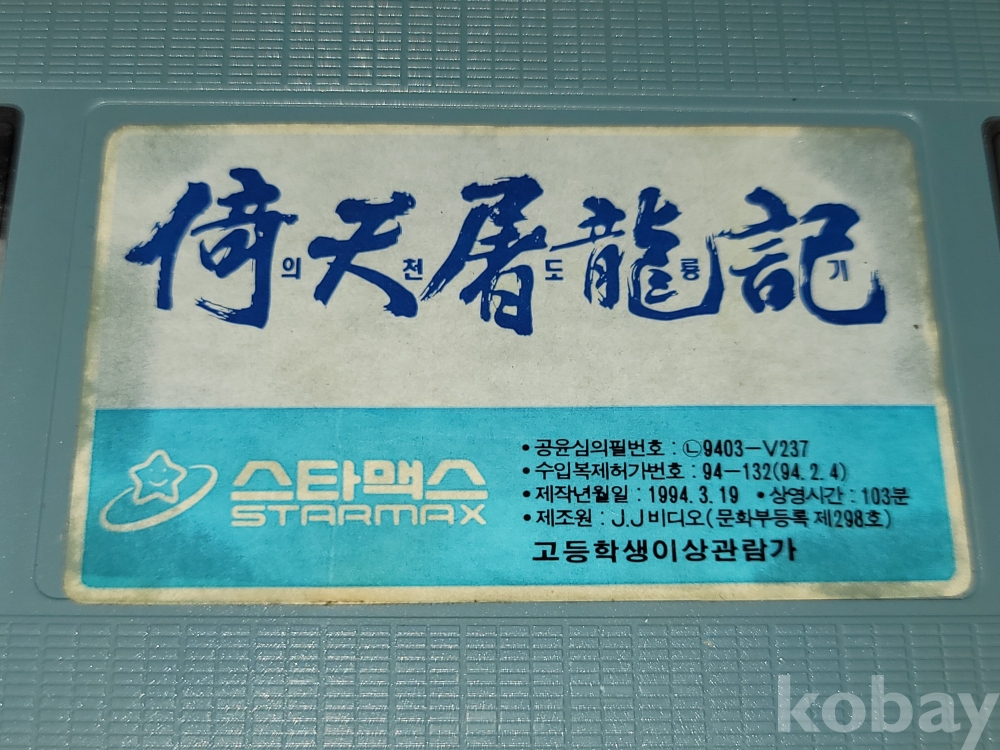 倚天屠龍記
의천도룡기
스타맥스
STARMAX
• 공윤심의필번호 : ㉡9403-V237
• 수입복제허가번호 : 94-132(94.2.4)
• 제작년월일 : 1994.3.19 • 상영시간 : 103분
• 제조원 : J.J비디오(문화부등록 제298호)
고등학생이상관람가
kobay